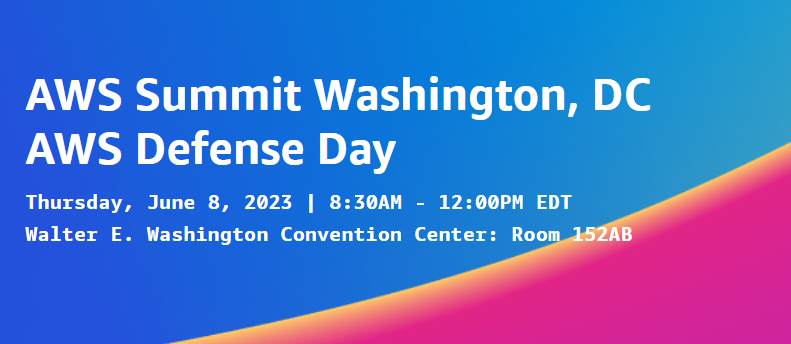 AWS Summit Washington, DC
AWS Defense Day
Thursday, June 8, 2023 | 8:30AM - 12:00PM EDT
Walter E. Washington Convention Center: Room 152AB